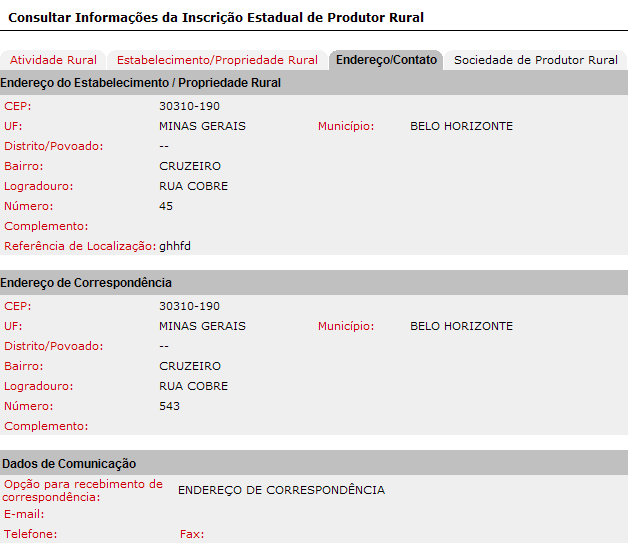 Consultar Informações da Inscrição Estadual de Produtor Rural
Atividade Rural Estabelecimento/Propriedade Rural Endereço/Contato Sociedade de Produtor Rural
Endereço do Estabelecimento / Propriedade Rural
CEP: 30310-190
UF: MINAS GERAIS Município: BELO HORIZONTE
Distrito/Povoado: --
Bairro: CRUZEIRO
Logradouro: RUA COBRE
Número: 45
Complemento:
Referência de Localização: ghhfd
Endereço de Correspondência
CEP: 30310-190
UF: MINAS GERAIS Município: BELO HORIZONTE
Distrito/Povoado: --
Bairro: CRUZEIRO
Logradouro: RUA COBRE
Número: 543
Complemento:
Dados de Comunicação
Opção para recebimento de
correspondência: ENDEREÇO DE CORRESPONDÊNCIA
E-mail:
Telefone: Fax: